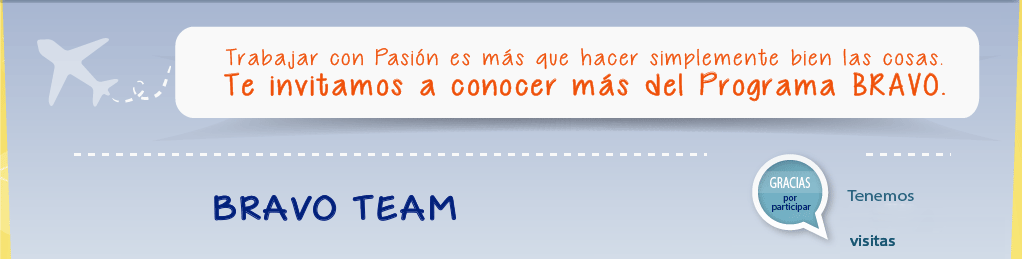 Trabajar con Pasión es más que hacer simplemente bien las cosas.
Te invitamos a conocer más del Programa BRAVO.
BRAVO TEAM
GRACIAS
por
participar
Tenemos
visitas